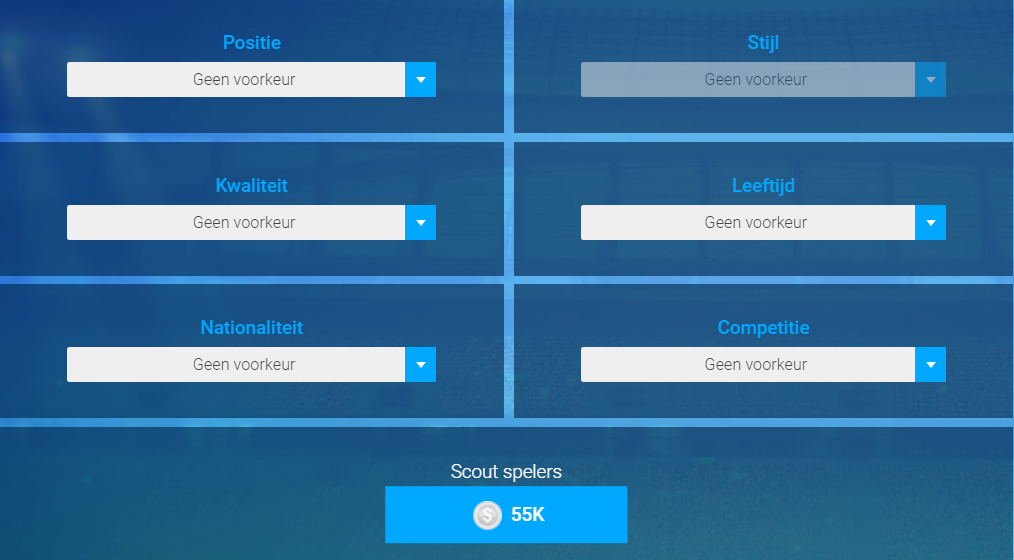 Positie
Stijl
Geen voorkeur
Geen voorkeur
Kwaliteit
Leeftijd
Geen voorkeur
Geen voorkeur
Nationaliteit
Competitie
Geen voorkeur
Geen voorkeur
Scout spelers
$ 55K